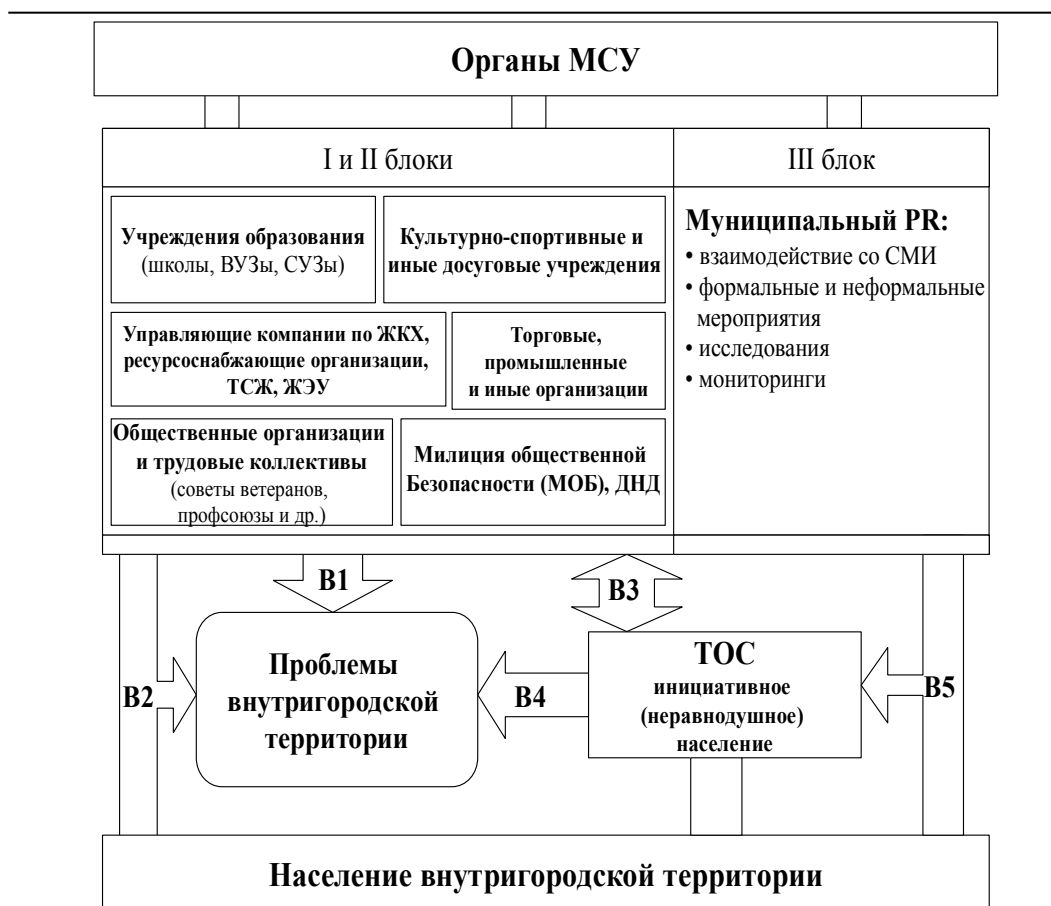 Органы МСУ
I и II блоки
III блок
Учреждения образования
(школы, ВУЗы, СУЗы)
Культурно-спортивные и
иные досуговые учреждения
Управляющие компании по ЖКХ,
ресурсоснабжающие организации,
ТСЖ, ЖЭУ
Торговые,
промышленные
и иные организации
Общественные организации
и трудовые коллективы
(советы ветеранов,
профсоюзы и др.)
Милиция общественной
Безопасности (МОБ), ДНД
Муниципальный PR:
• взаимодействие со СМИ
• формальные и неформальные
мероприятия
• исследования
• мониторинги
В1
В3
Проблемы
внутригородской
территории
ТОС
инициативное
(неравнодушное)
население
В2
В4
В5
Население внутригородской территории